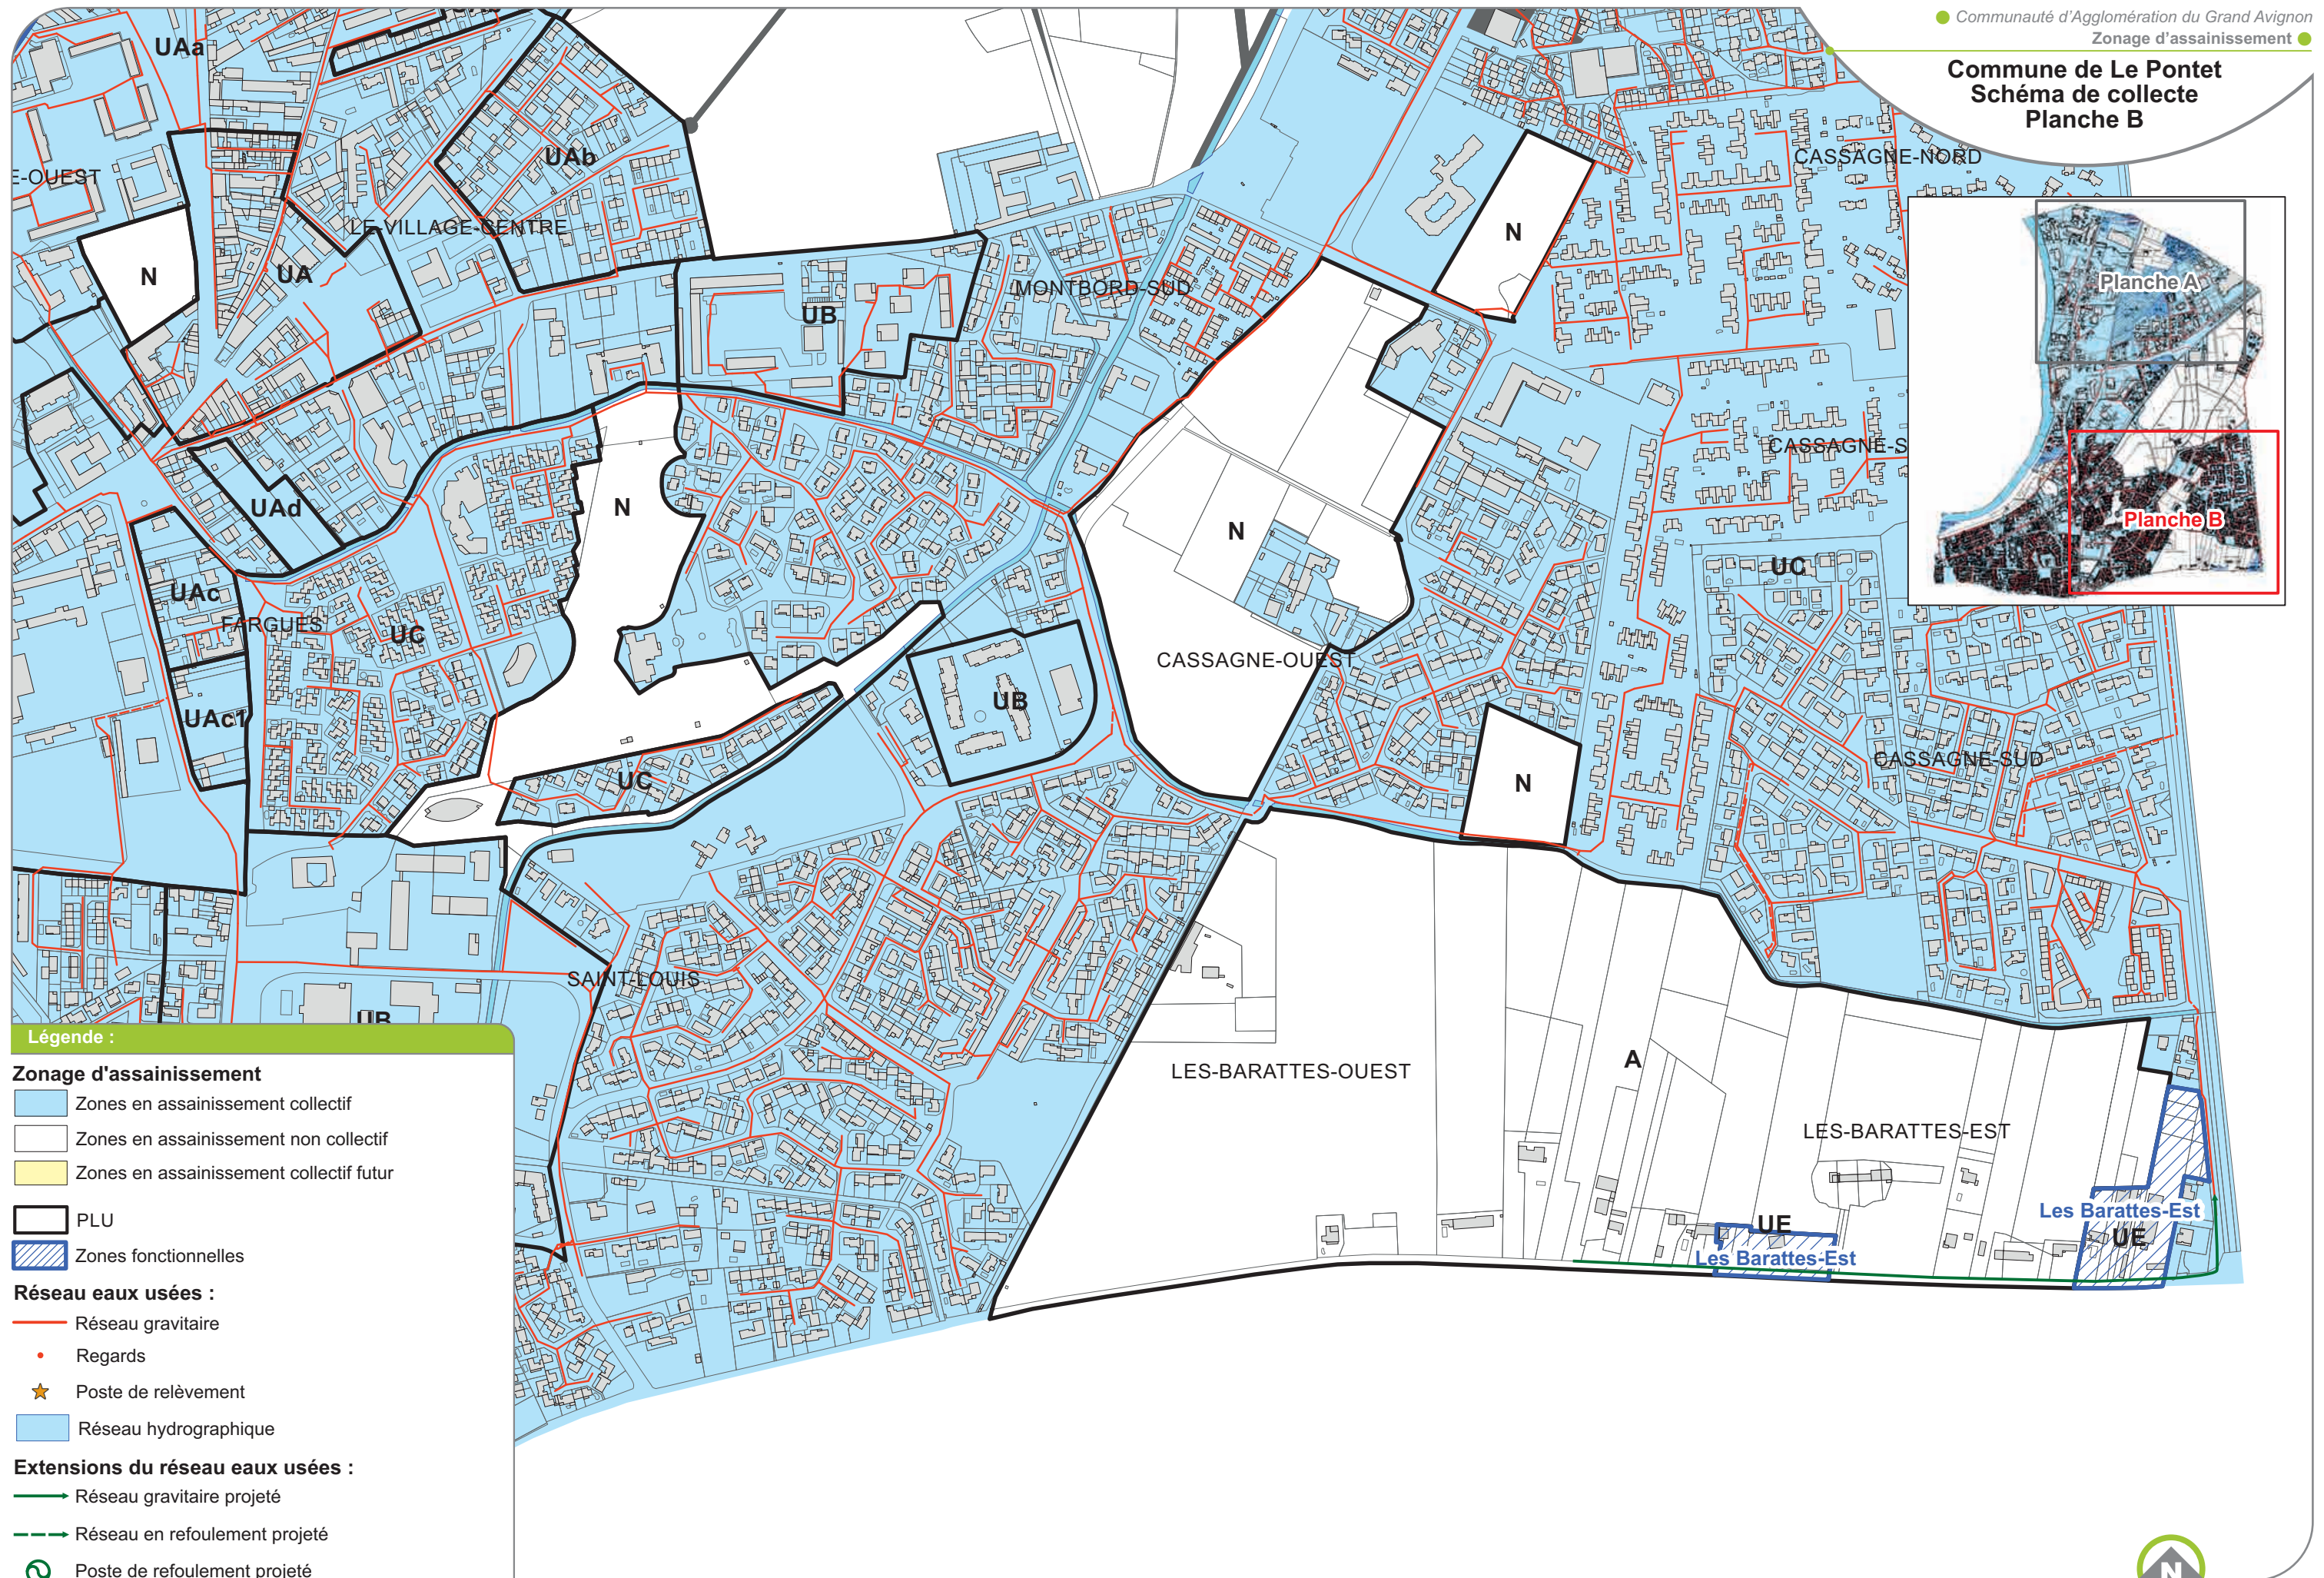 Communauté d'Agglomération du Grand Avignon
Zonage d'assainissement
Commune de Le Pontet
Schéma de collecte
Planche B
UAa
UAb
CASSAGNE-NORD
E-OUEST
LE-VILLAGE-CENTRE
N
N
UA
MONTBORD-SUD
UB
Planche A
CASSAGNE-S
N
UAd
N
Planche B
UC
UAc
FARGUES
UC
CASSAGNE-OUEST
UB
UAc1
CASSAGNE-SUD
UC
N
SAINT-LOUIS
UB
A
LES-BARATTES-OUEST
LES-BARATTES-EST
Les Barattes-Est
UE
UE
Les Barattes-Est
Légende :
Zonage d'assainissement
Zones en assainissement collectif
Zones en assainissement non collectif
Zones en assainissement collectif futur
PLU
Zones fonctionnelles
Réseau eaux usées :
Réseau gravitaire
Regards
Poste de relèvement
Réseau hydrographique
Extensions du réseau eaux usées :
Réseau gravitaire projeté
Réseau en refoulement projeté
Poste de refoulement projeté
N